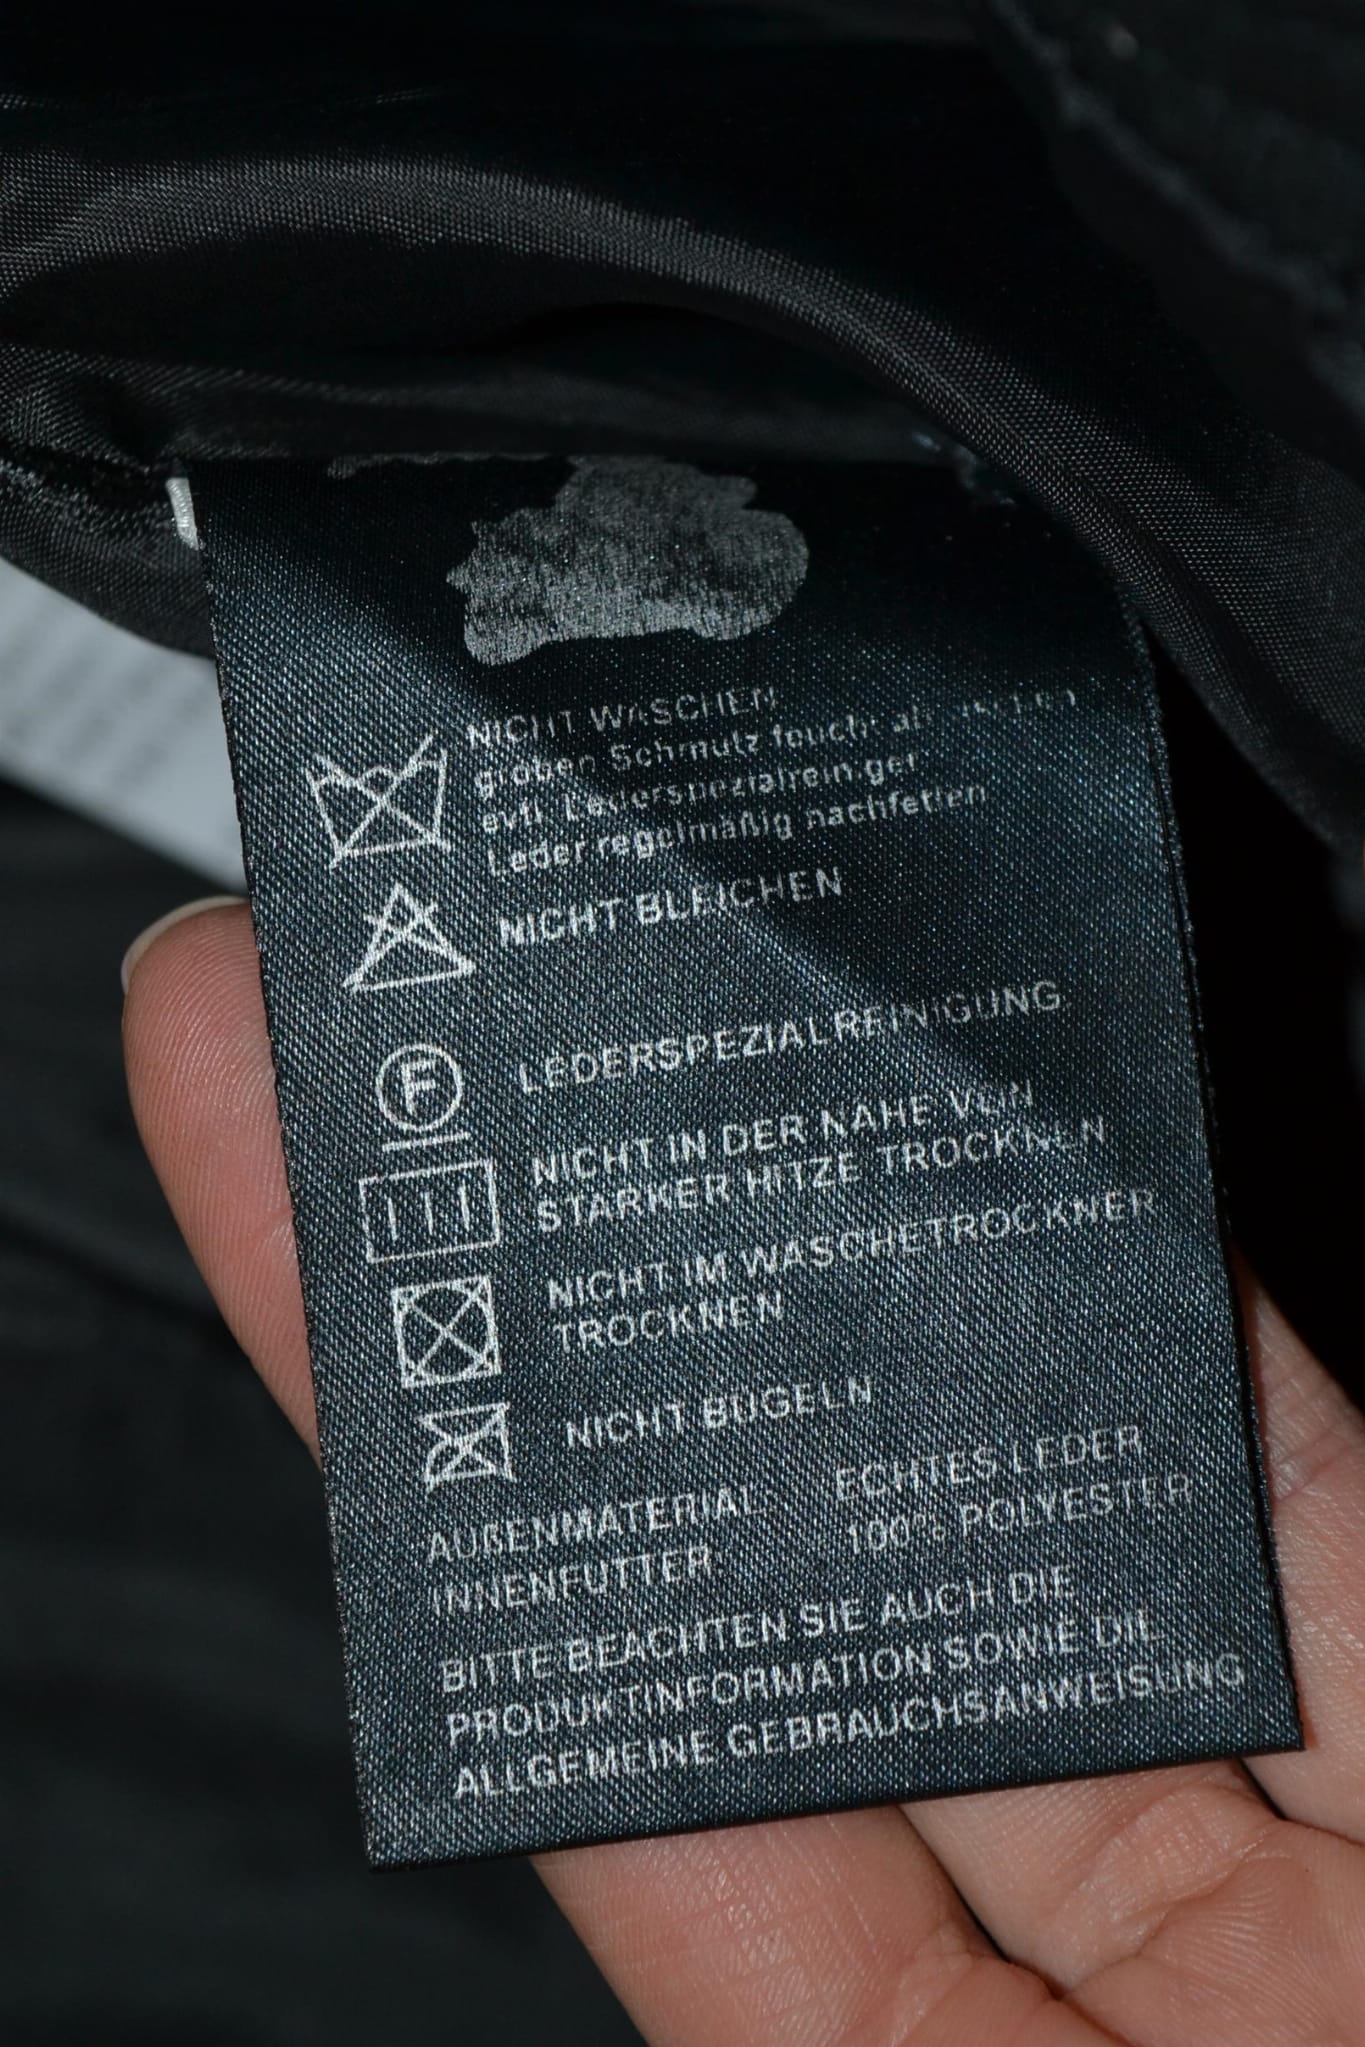 NICHT WASCHEN
groben Schmutz feucht
evtl. Lederspezialreiniger
Leder regelmäßig nachfetten
NICHT BLEICHEN
F
LEDERSPEZIALREINIGUNG
NICHT IN DER NÄHE VON
STARKER HITZE TROCKNEN
NICHT IM WÄSCHETROCKNER
TROCKNEN
NICHT BÜGELN
AUßENMATERIAL: ECHTES LEDER
INNENFUTTER: 100% POLYESTER
BITTE BEACHTEN SIE AUCH DIE
PRODUKTINFORMATION SOWIE DIE
ALLGEMEINE GEBRAUCHSANWEISUNG